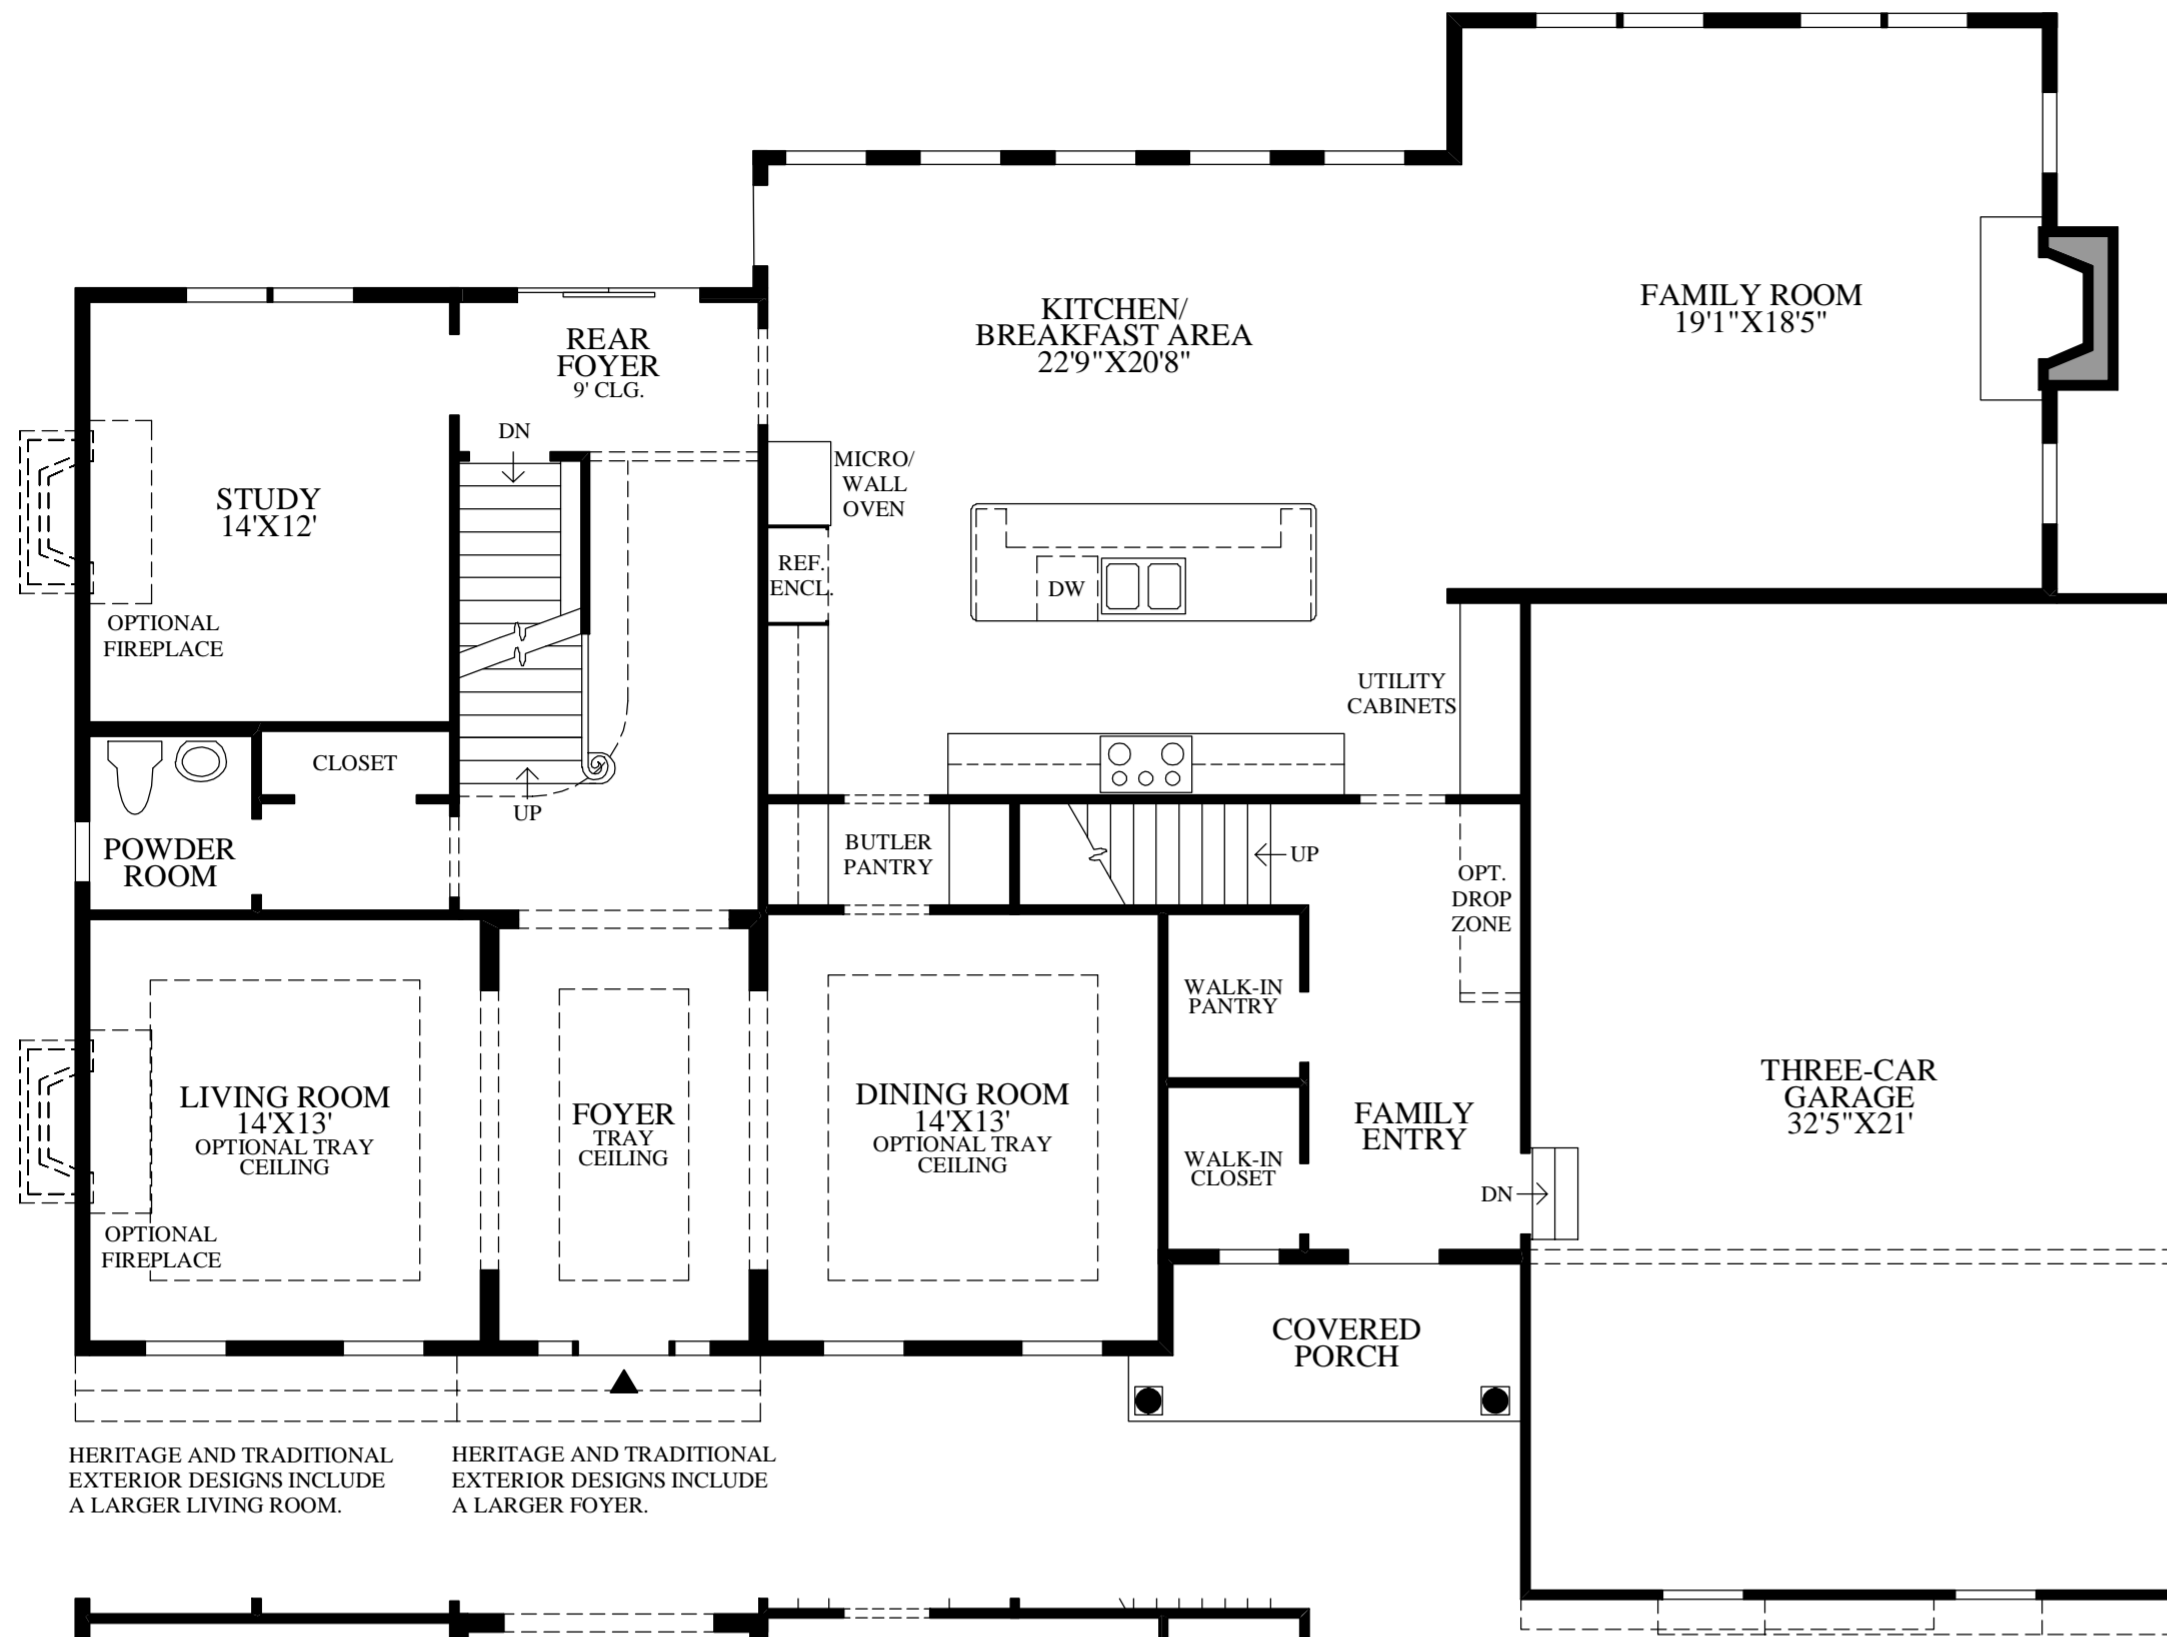 KITCHEN/
BREAKFAST AREA
22'9"X20'8"
FAMILY ROOM
19'1"X18'5"
REAR
FOYER
9' CLG.
DN
MICRO/
WALL
OVEN
STUDY
14'X12'
REF.
ENCL.
DW
OPTIONAL
FIREPLACE
UTILITY
CABINETS
CLOSET
UP
POWDER
ROOM
BUTLER
PANTRY
UP
OPT.
DROP
ZONE
WALK-IN
PANTRY
LIVING ROOM
14'X13'
OPTIONAL TRAY
CEILING
FOYER
TRAY
CEILING
DINING ROOM
14'X13'
OPTIONAL TRAY
CEILING
FAMILY
ENTRY
THREE-CAR
GARAGE
32'5"X21'
WALK-IN
CLOSET
DN
OPTIONAL
FIREPLACE
COVERED
PORCH
HERITAGE AND TRADITIONAL
EXTERIOR DESIGNS INCLUDE
A LARGER LIVING ROOM.
HERITAGE AND TRADITIONAL
EXTERIOR DESIGNS INCLUDE
A LARGER FOYER.